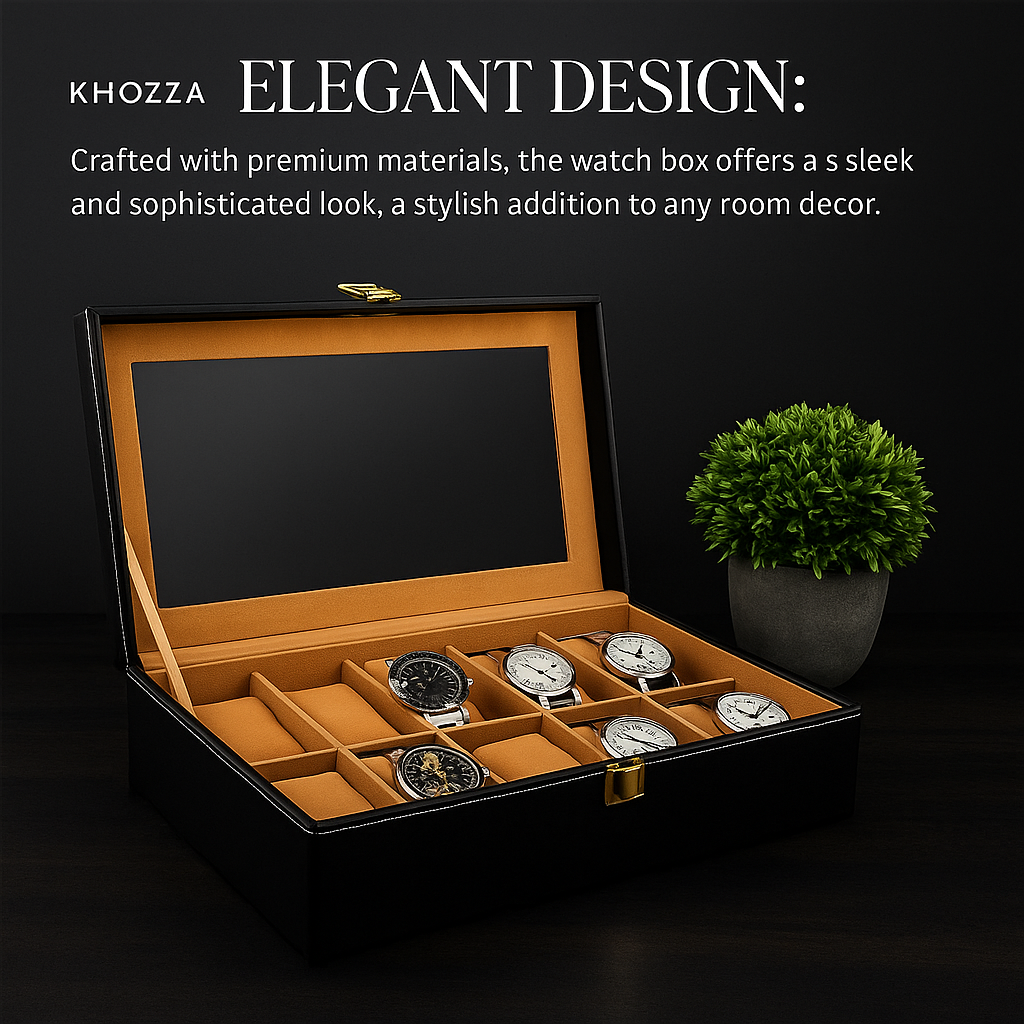 KHOZZA ELEGANT DESIGN:
Crafted with premium materials, the watch box offers a s sleek
and sophisticated look, a stylish addition to any room decor.